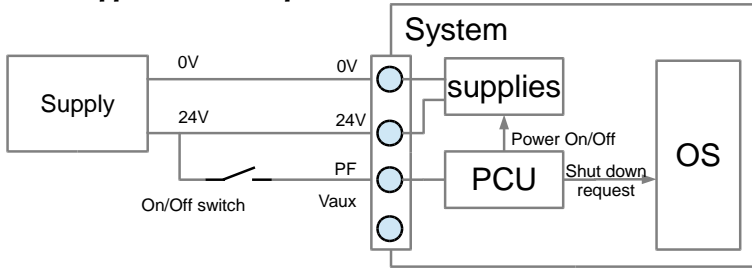 System
0V
0V
supplies
Supply
24V
24V
Power On/Off
OS
PF
PCU
Shut down
request
On/Off switch
Vaux